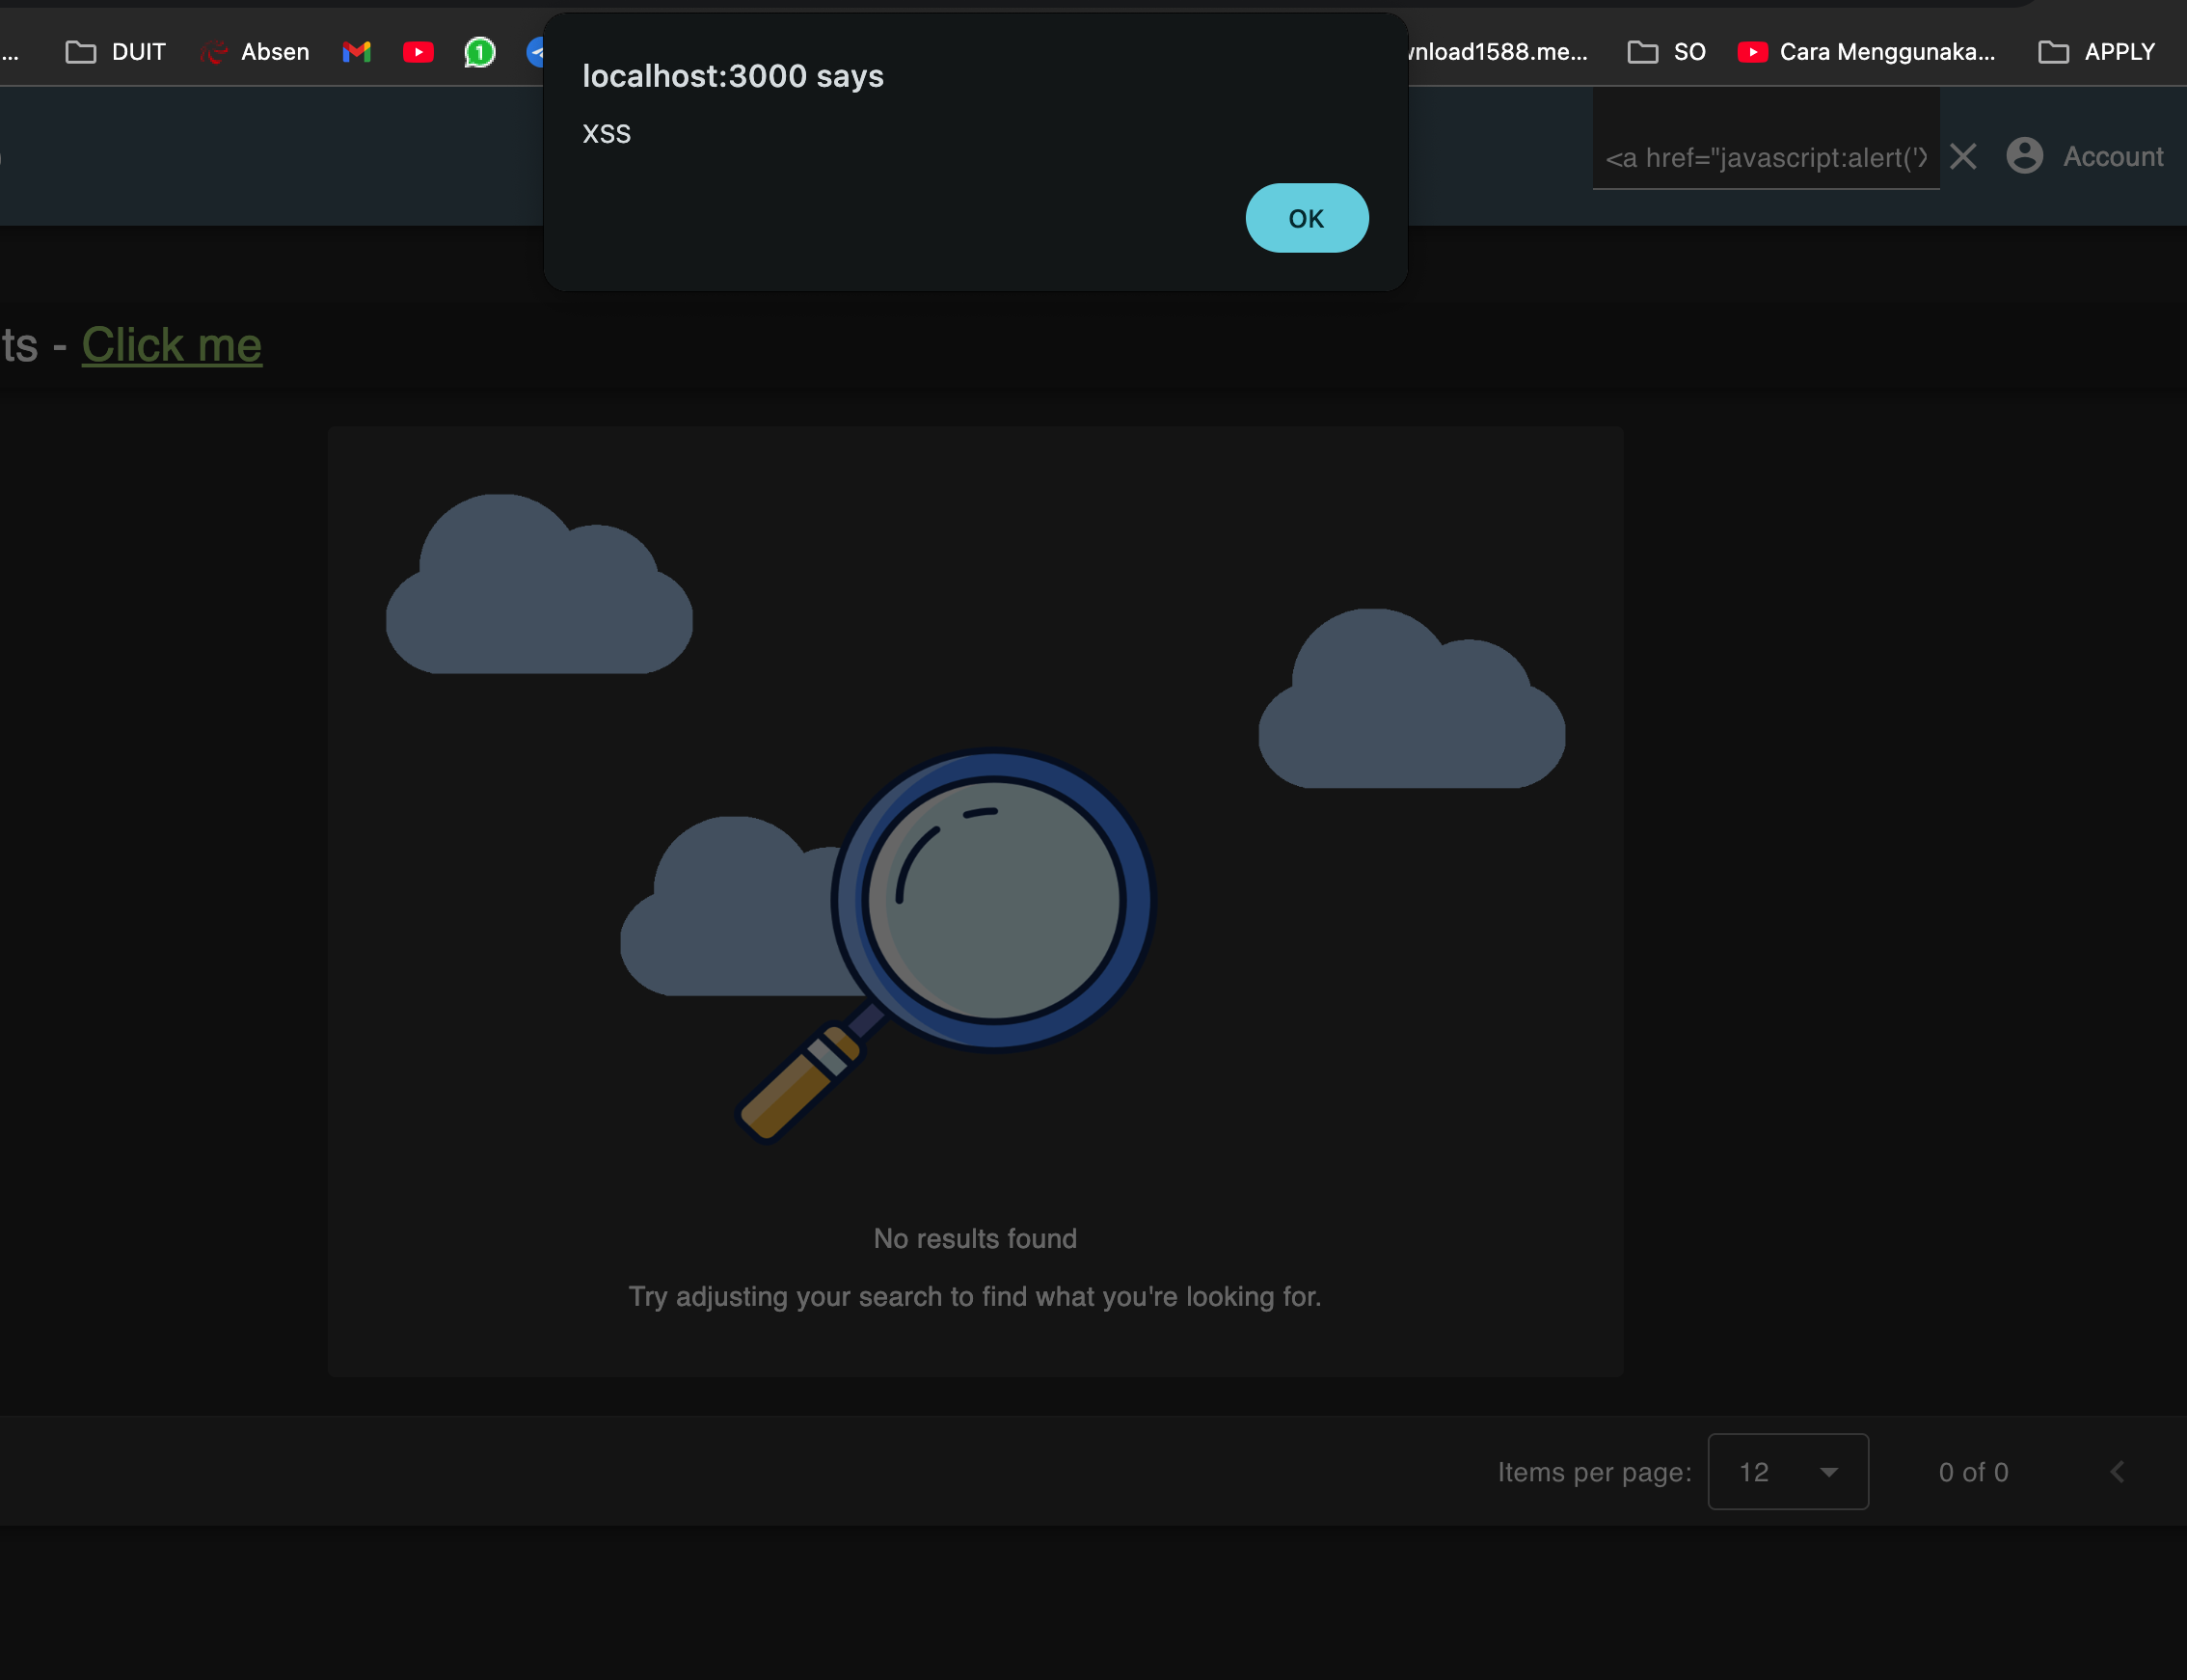 ... DUIT Absen 1 wnload1588.me... SO Cara Menggunaka... APPLY
localhost:3000 says
XSS
OK
<a href="javascript:alert('X Account
ts - Click me
No results found
Try adjusting your search to find what you're looking for.
Items per page: 12 0 of 0